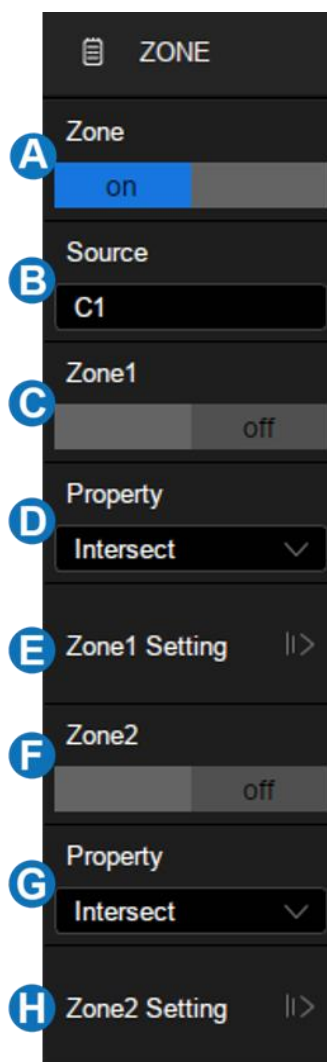 ZONE
A
Zone
on
B
Source
C1
C
Zone1
off
D
Property
Intersect
E
Zone1 Setting
F
Zone2
off
G
Property
Intersect
H
Zone2 Setting